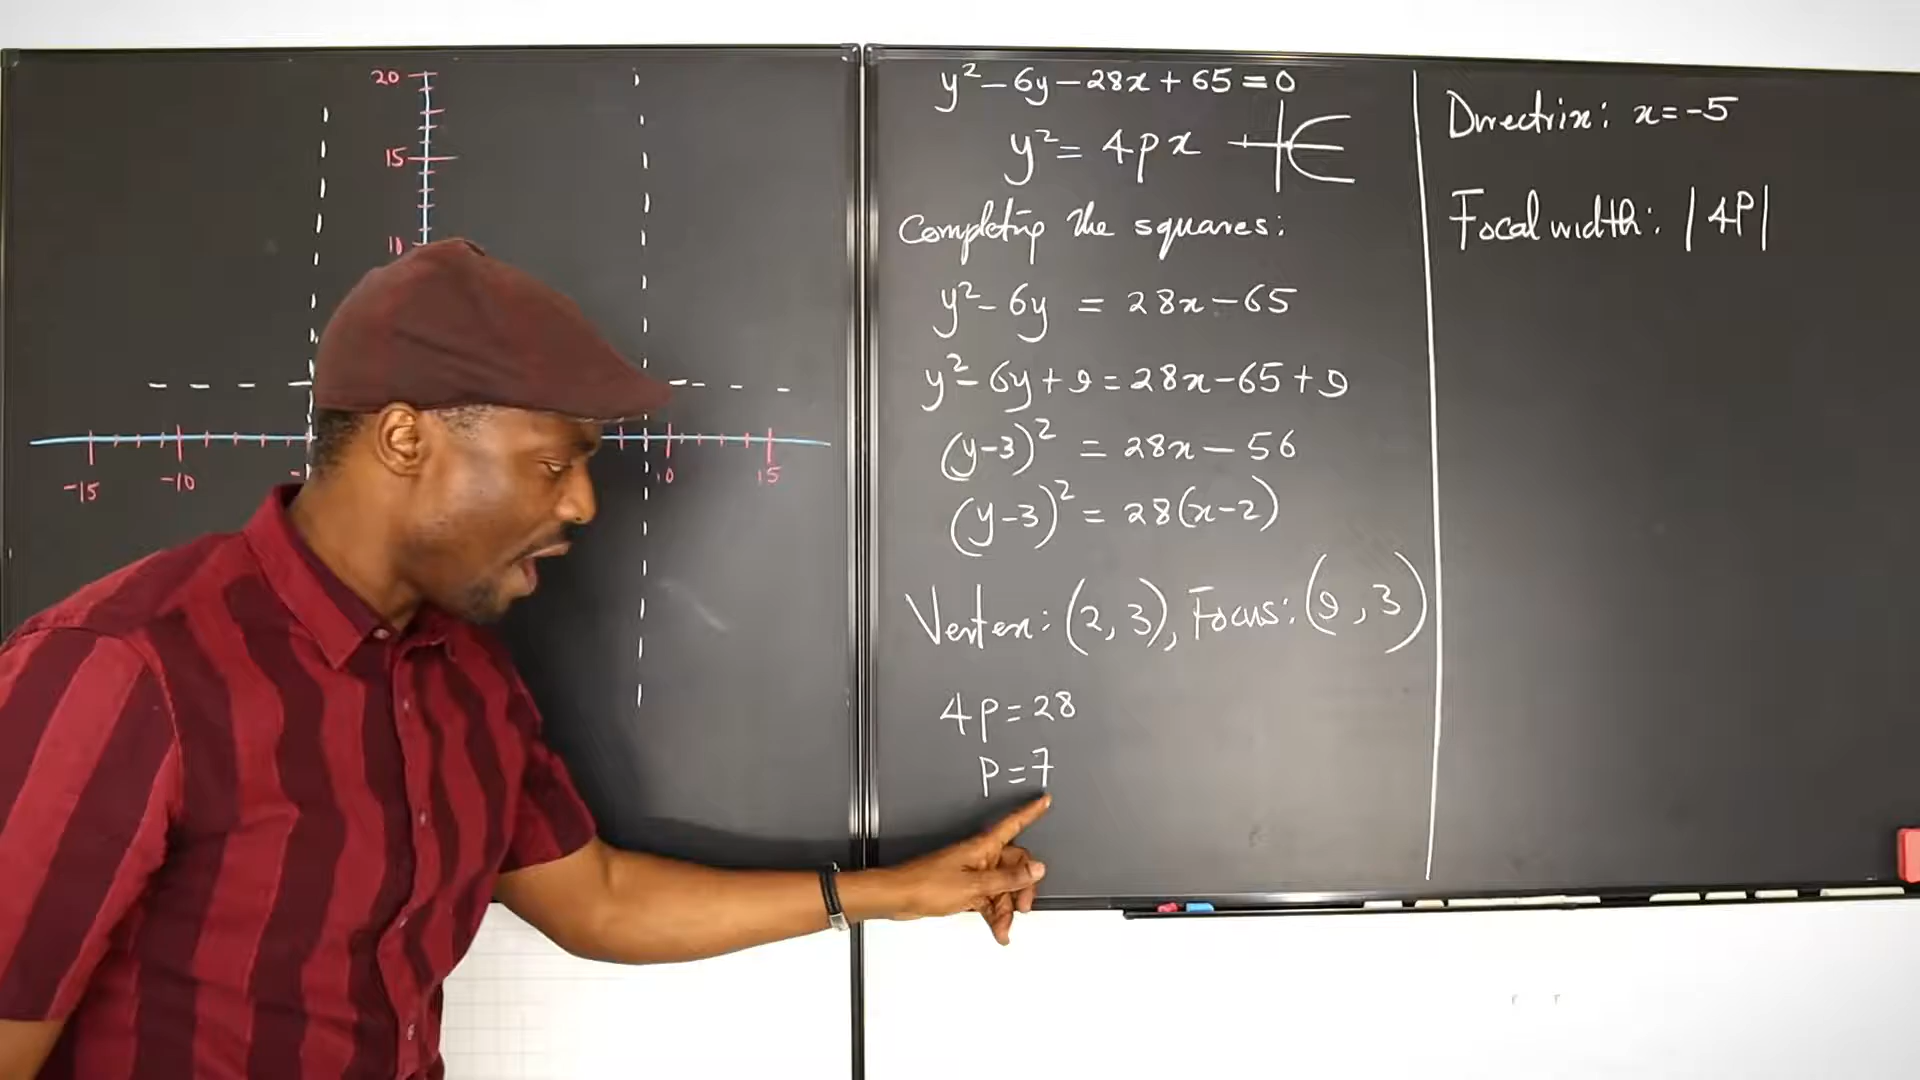 20
15
10
-15
-10
10
15
y² - 6y - 28x + 65 = 0
y² = 4px
Completing the squares:
y² - 6y = 28x - 65
y² - 6y + 9 = 28x - 65 + 9
(y-3)² = 28x - 56
(y-3)² = 28(x-2)
Vertex: (2, 3), Focus: (9, 3)
4p = 28
p = 7
Directrix: x = -5
Focal width: |4P|